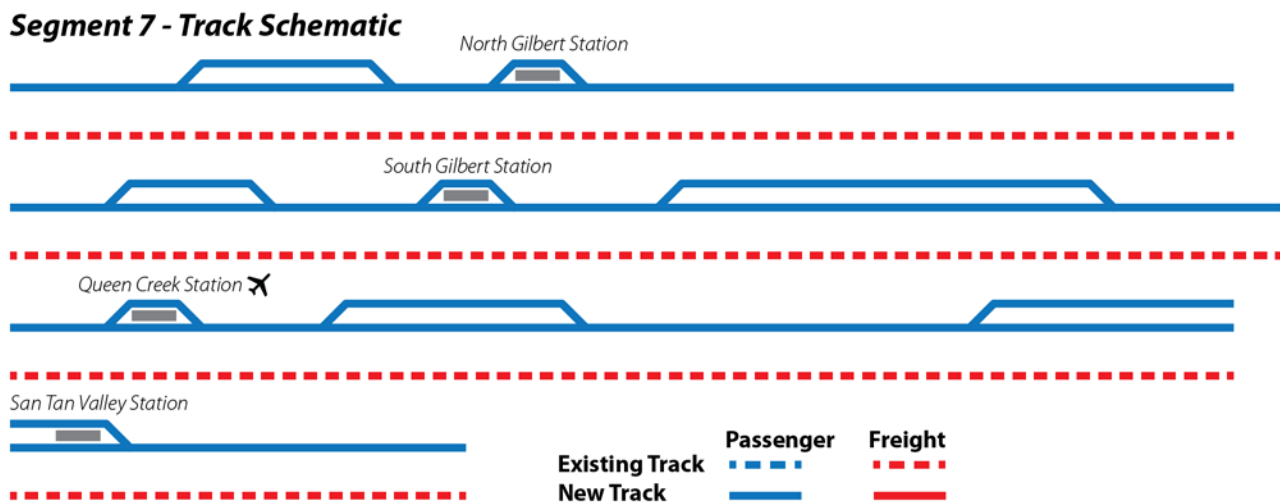 Segment 7 - Track Schematic
North Gilbert Station
South Gilbert Station
Queen Creek Station
San Tan Valley Station
Passenger Freight
Existing Track
New Track